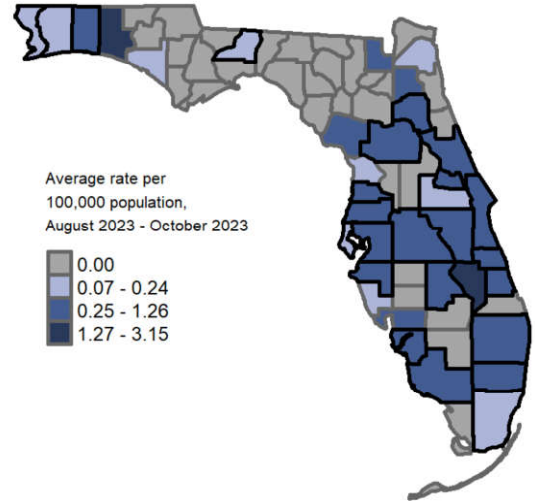 Average rate per
100,000 population,
August 2023 - October 2023
0.00
0.07 - 0.24
0.25 - 1.26
1.27 - 3.15